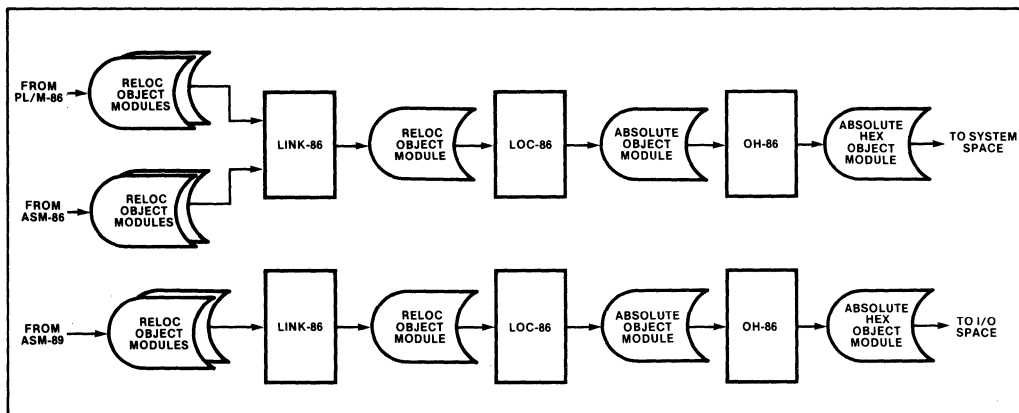 FROM
PL/M-86
RELOC
OBJECT
MODULES
FROM
ASM-86
RELOC
OBJECT
MODULES
LINK-86
RELOC
OBJECT
MODULE
LOC-86
ABSOLUTE
OBJECT
MODULE
OH-86
ABSOLUTE
HEX
OBJECT
MODULE
TO SYSTEM
SPACE
FROM
ASM-89
RELOC
OBJECT
MODULES
LINK-86
RELOC
OBJECT
MODULE
LOC-86
ABSOLUTE
OBJECT
MODULE
OH-86
ABSOLUTE
HEX
OBJECT
MODULE
TO I/O
SPACE